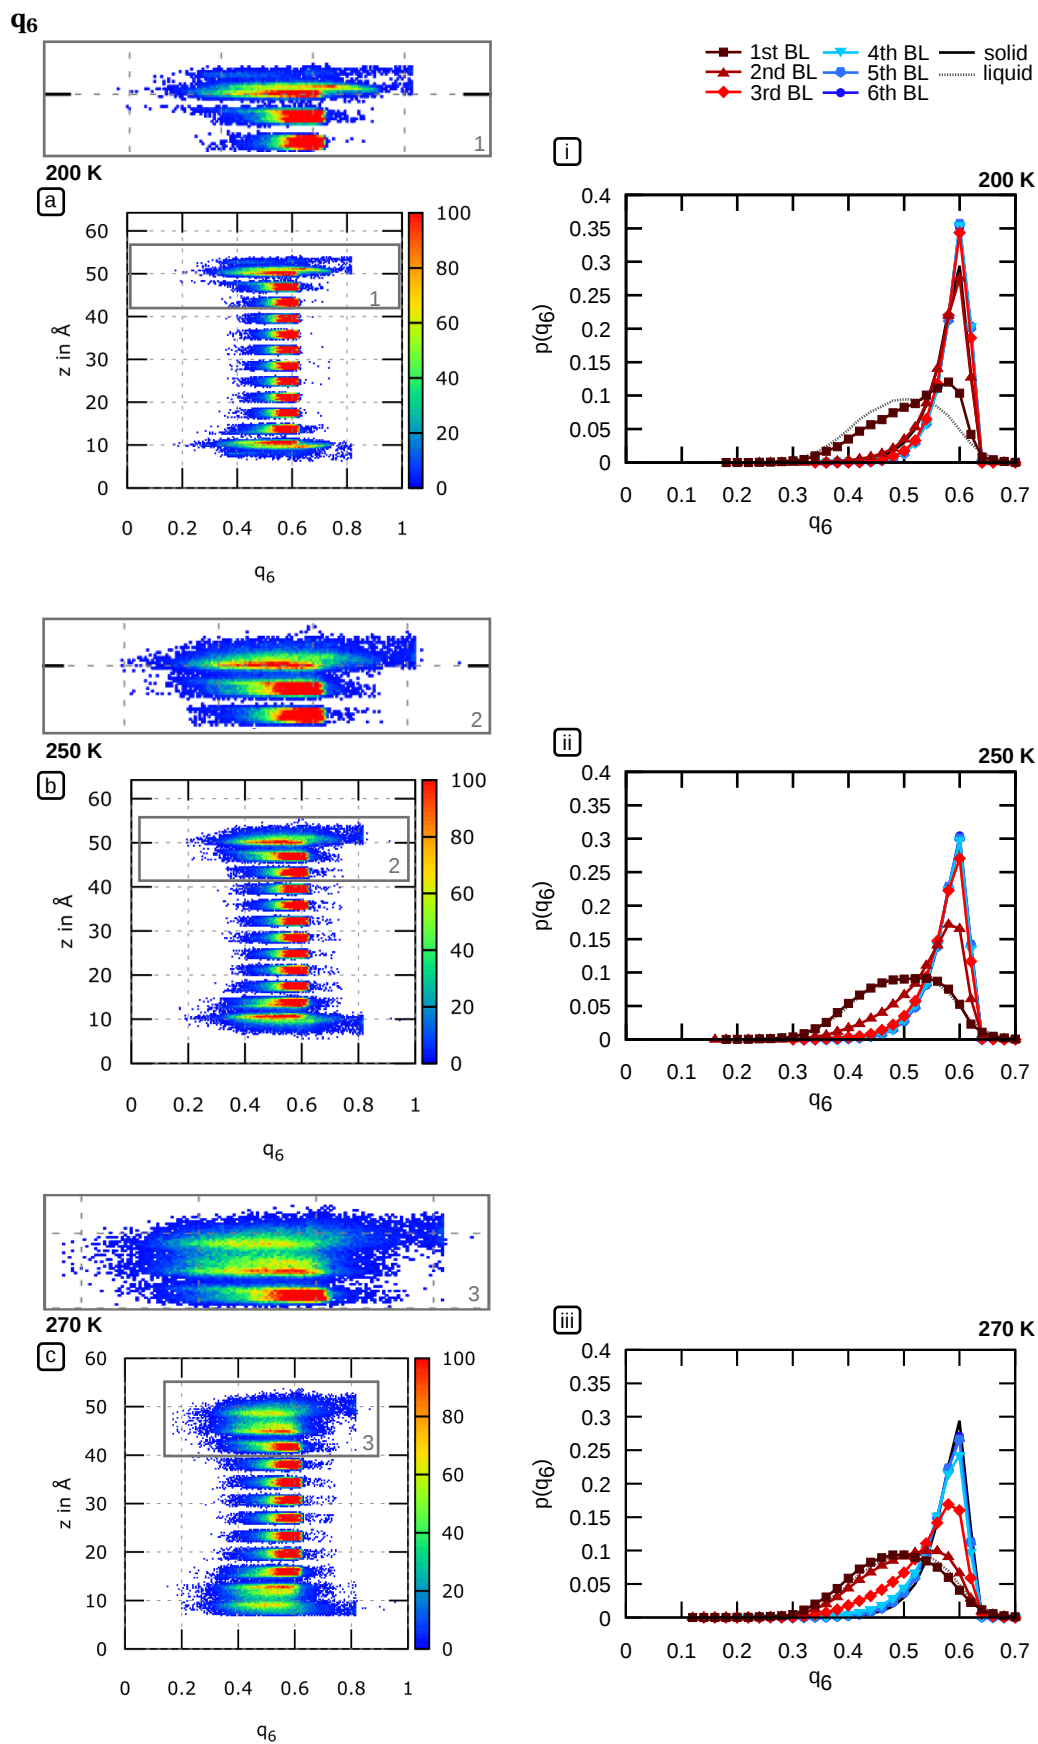 q6
1
200 K
a
60
50
40
30
20
10
0
z in Å
1
100
80
60
40
20
0
0 0.2 0.4 0.6 0.8 1
q6
1st BL 4th BL solid
2nd BL 5th BL liquid
3rd BL 6th BL
i
200 K
0.4
0.35
0.3
0.25
0.2
0.15
0.1
0.05
0
p(q6)
0 0.1 0.2 0.3 0.4 0.5 0.6 0.7
q6
2
250 K
b
60
50
40
30
20
10
0
z in Å
2
100
80
60
40
20
0
0 0.2 0.4 0.6 0.8 1
q6
ii
250 K
0.4
0.35
0.3
0.25
0.2
0.15
0.1
0.05
0
p(q6)
0 0.1 0.2 0.3 0.4 0.5 0.6 0.7
q6
3
270 K
c
60
50
40
30
20
10
0
z in Å
3
100
80
60
40
20
0
0 0.2 0.4 0.6 0.8 1
q6
iii
270 K
0.4
0.35
0.3
0.25
0.2
0.15
0.1
0.05
0
p(q6)
0 0.1 0.2 0.3 0.4 0.5 0.6 0.7
q6